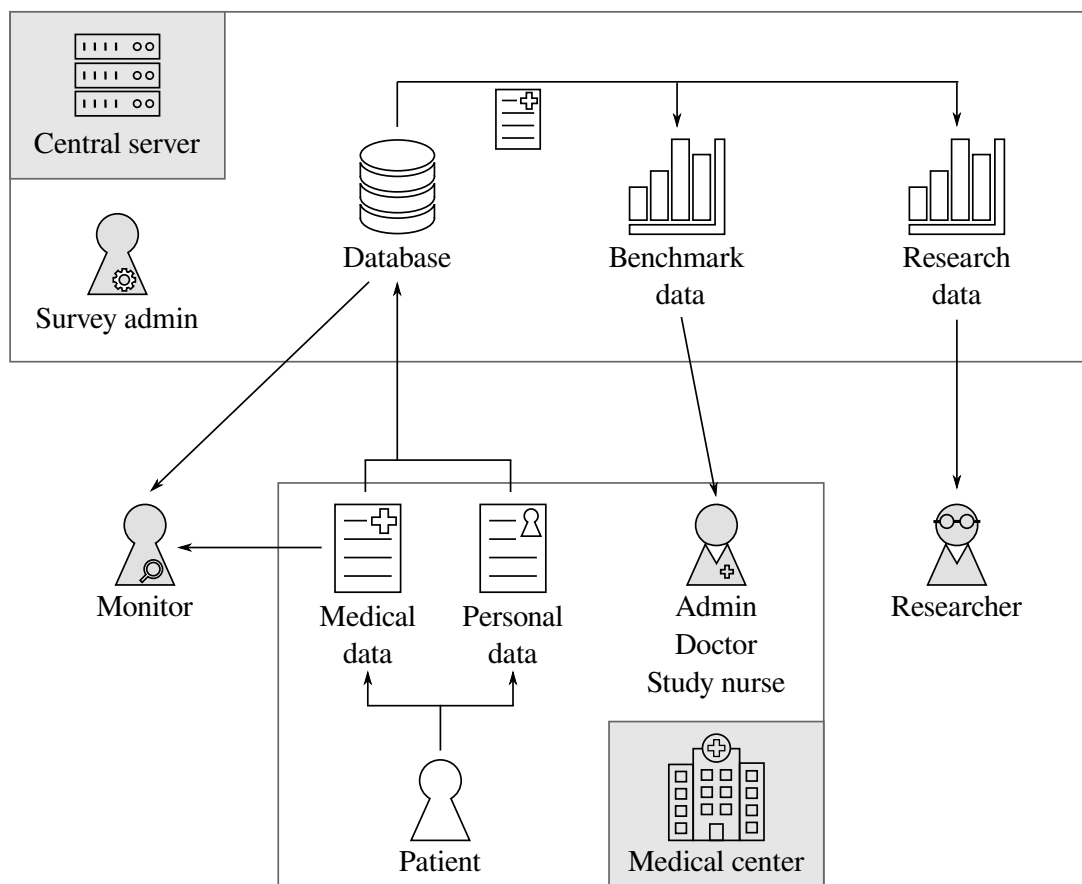 Central server
Database
Benchmark
data
Research
data
Survey admin
Monitor
Medical
data
Personal
data
Admin
Doctor
Study nurse
Researcher
Patient
Medical center